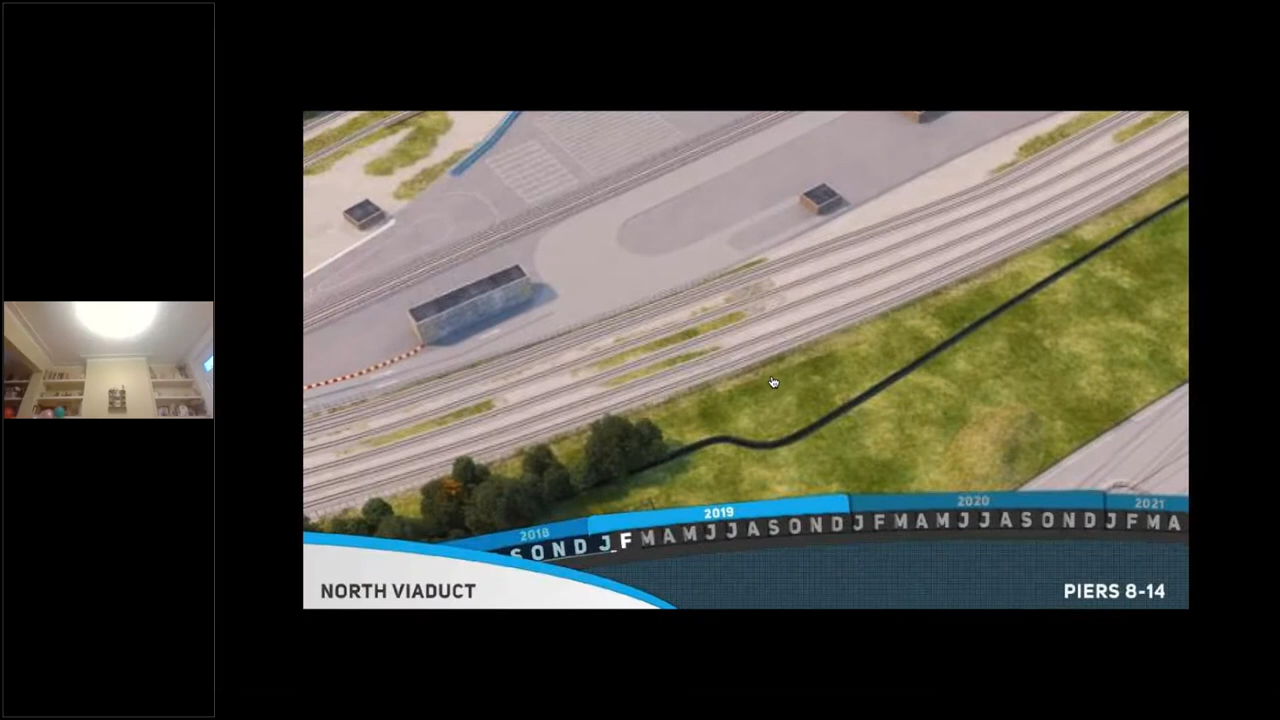 2018 2019 2020 2021
S O N D J F M A M J J A S O N D J F M A M J J A S O N D J F M A
NORTH VIADUCT
PIERS 8-14